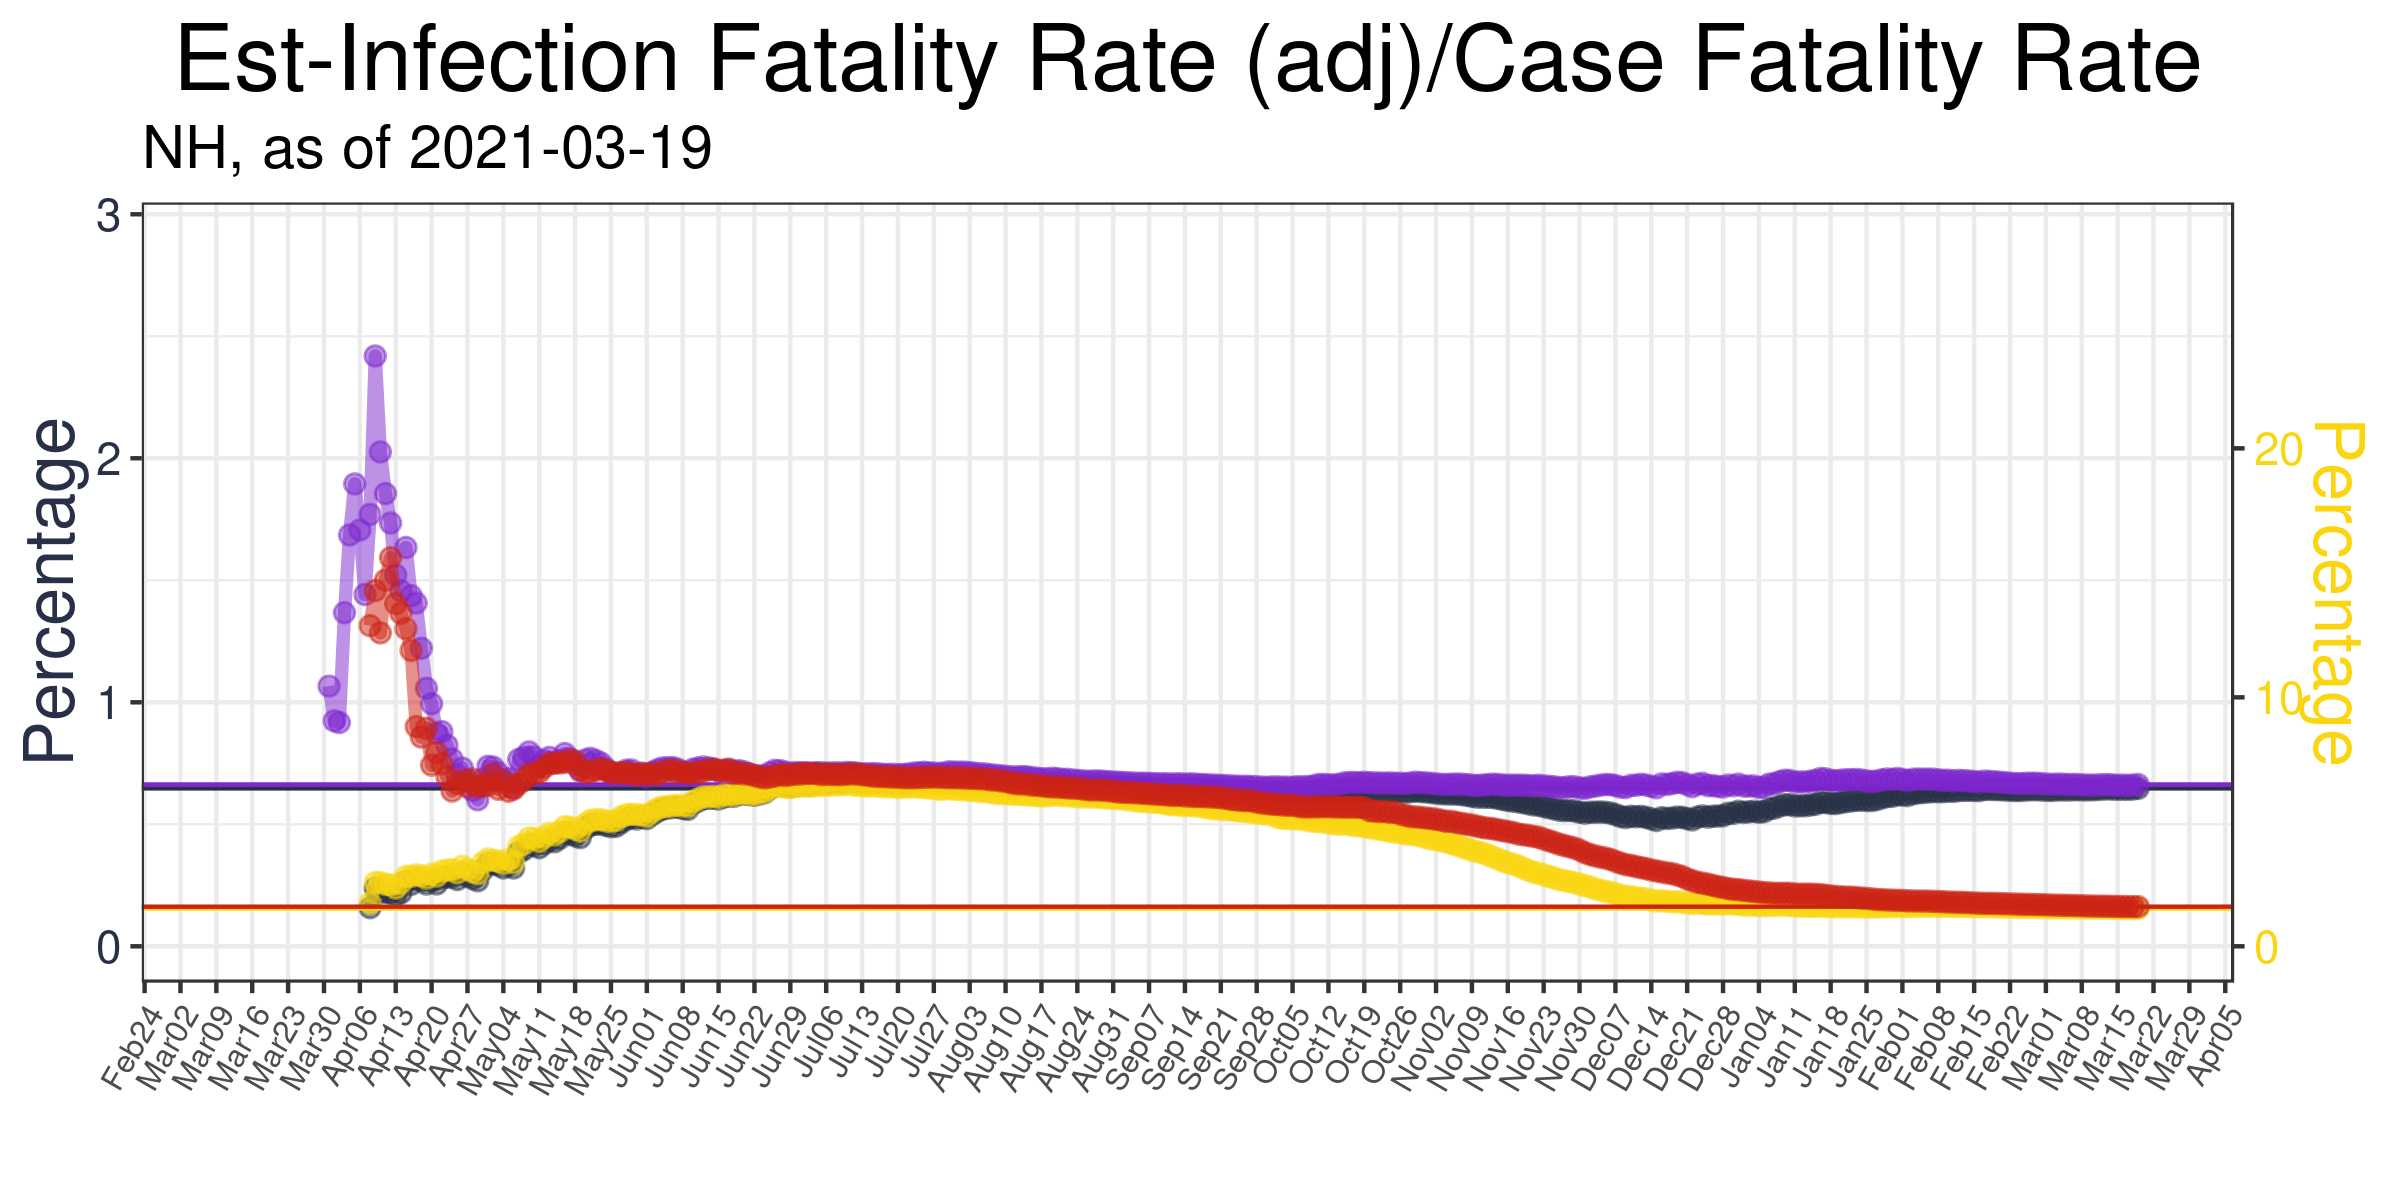 Est-Infection Fatality Rate (adj)/Case Fatality Rate
NH, as of 2021-03-19
Percentage
3
2
1
0
Percentage
20
10
0
Feb24
Mar02
Mar09
Mar16
Mar23
Mar30
Apr06
Apr13
Apr20
Apr27
May04
May11
May18
May25
Jun01
Jun08
Jun15
Jun22
Jun29
Jul06
Jul13
Jul20
Jul27
Aug03
Aug10
Aug17
Aug24
Aug31
Sep07
Sep14
Sep21
Sep28
Oct05
Oct12
Oct19
Oct26
Nov02
Nov09
Nov16
Nov23
Nov30
Dec07
Dec14
Dec21
Dec28
Jan04
Jan11
Jan18
Jan25
Feb01
Feb08
Feb15
Feb22
Mar01
Mar08
Mar15
Mar22
Mar29
Apr05